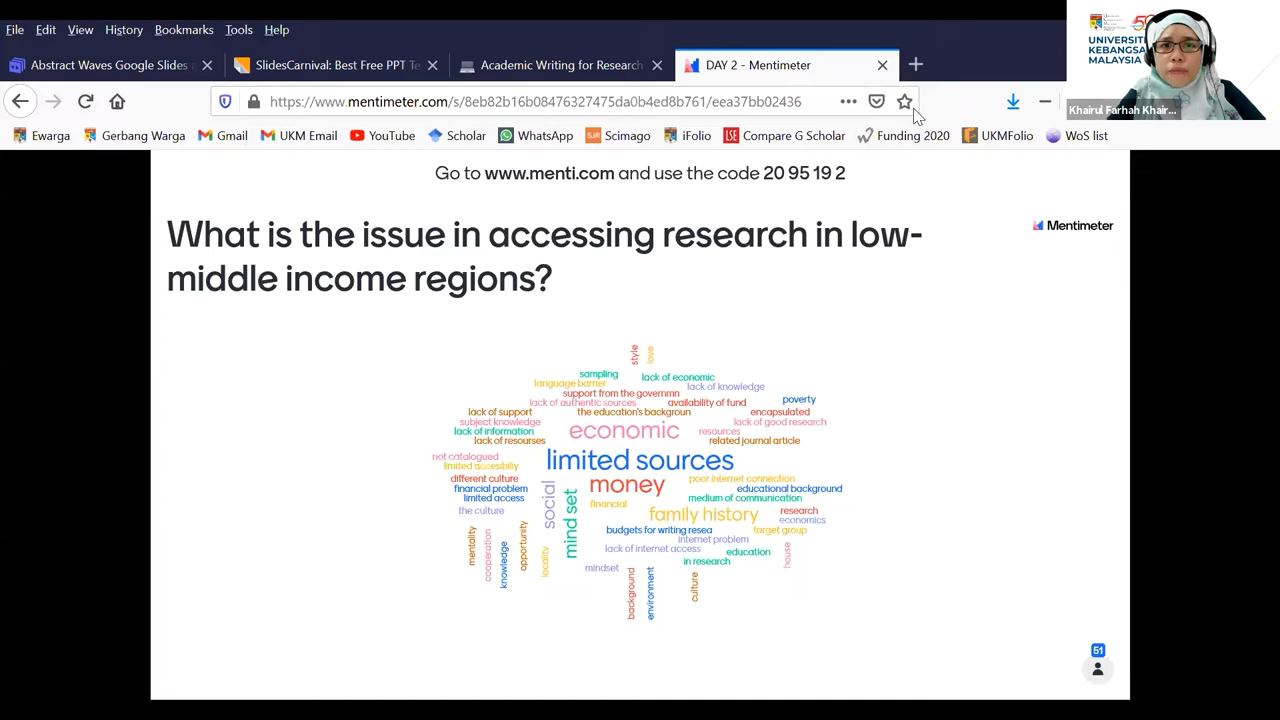 File Edit View History Bookmarks Tools Help
Abstract Waves Google Slides
SlidesCarnival: Best Free PPT Te
Academic Writing for Research
DAY 2 - Mentimeter
https://www.mentimeter.com/s/8eb82b16b08476327475da0b4ed8b761/eea37bb02436
Ewarga Gerbang Warga Gmail UKM Email YouTube Scholar WhatsApp Scimago iFolio Compare G Scholar Funding 2020 UKMFolio WoS list
UNIVERSITI
KEBANGSA
MALAYSIA
Khairul Farhah Khair...
Go to www.menti.com and use the code 20 95 19 2
What is the issue in accessing research in low-
middle income regions?
Mentimeter
style
love
sampling
lack of economic
language barrier
lack of knowledge
support from the governmn
lack of authentic sources
availability of fund
poverty
lack of support
the education's backgroun
encapsulated
subject knowledge
economic
lack of good research
lack of information
resources
lack of resourses
related journal article
not catalogued
limited sources
limited accesibiliy
different culture
money
poor internet connection
financial problem
educational background
limited access
social
mind set
medium of communication
financial
the culture
family history
research
economics
budgets for writing resea
target group
mentality
cooperation
knowledge
opportunity
locality
internet problem
lack of internet access
education
house
in research
mindset
background
environment
culture
51